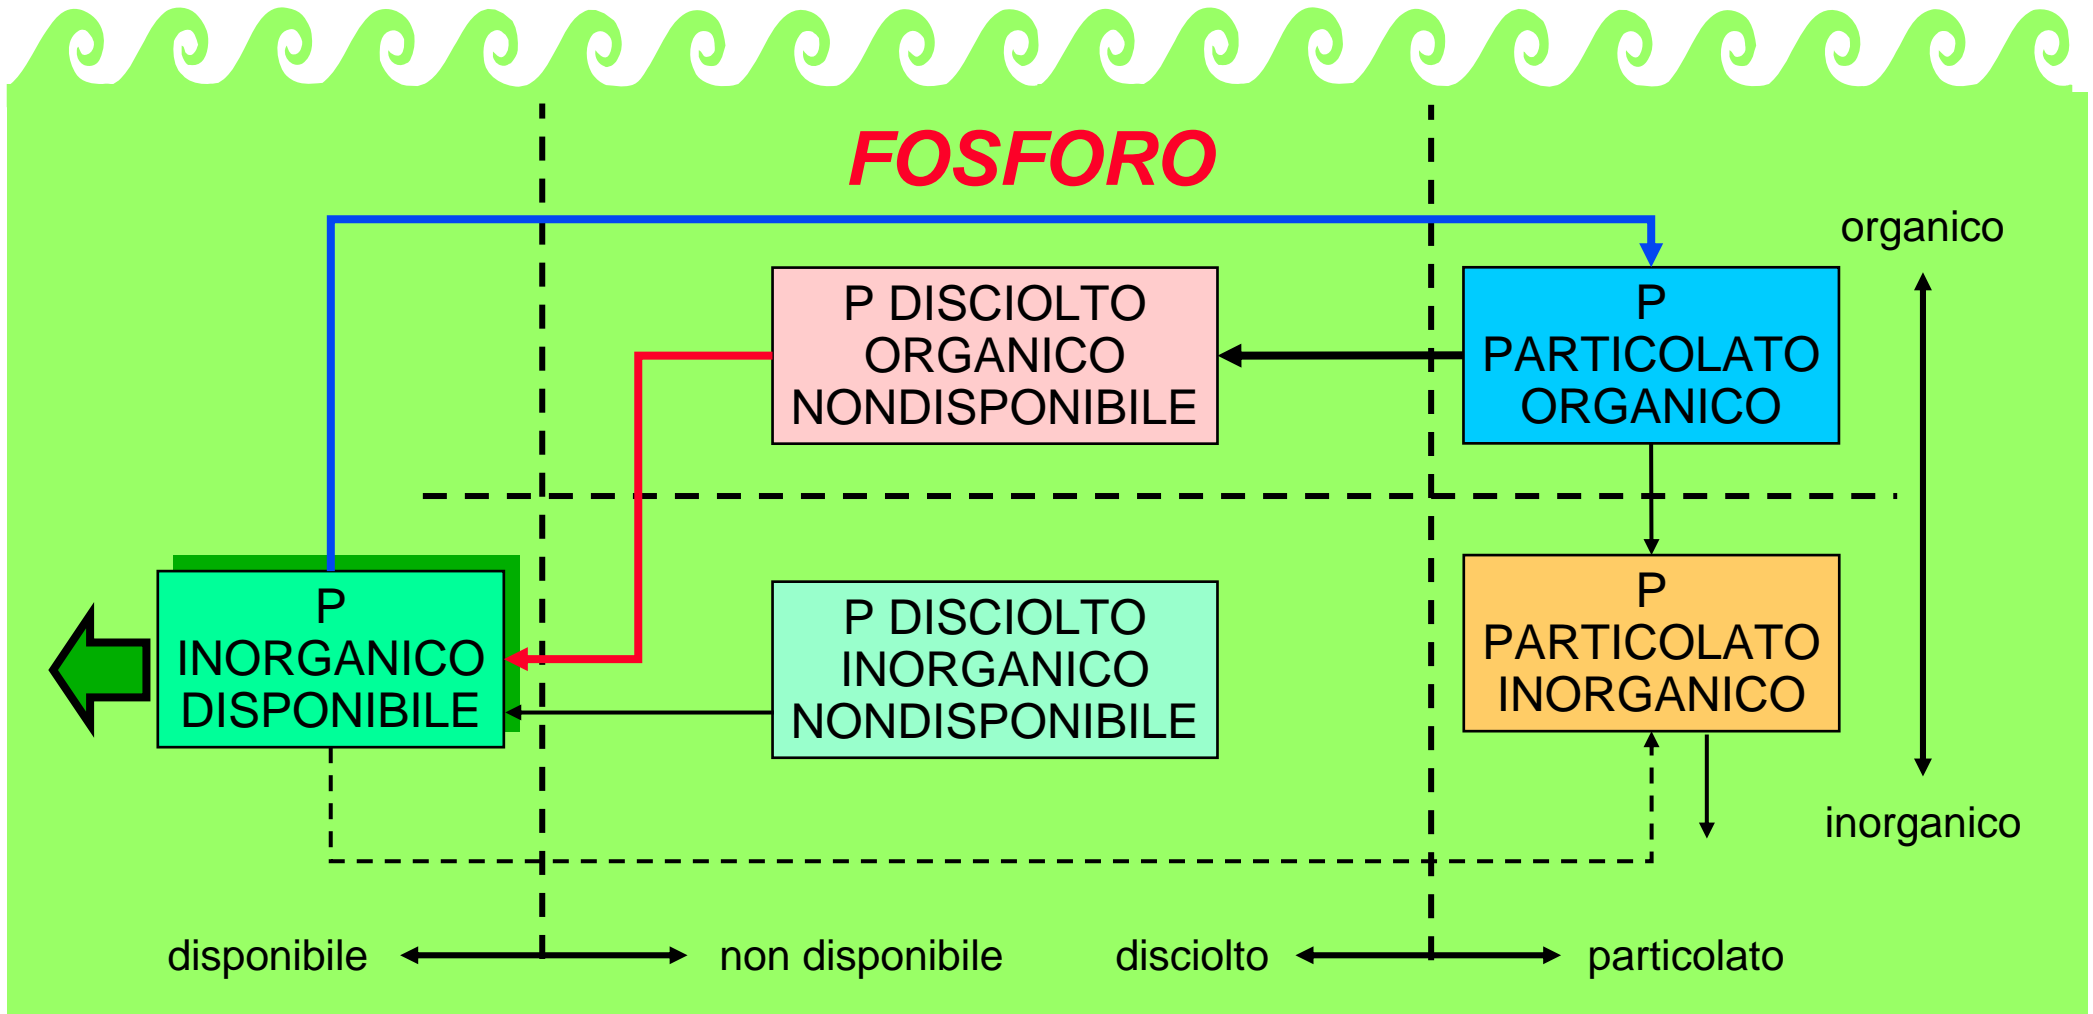 FOSFORO
organico
P DISCIOLTO
ORGANICO
NONDISPONIBILE
P
PARTICOLATO
ORGANICO
P
INORGANICO
DISPONIBILE
P DISCIOLTO
INORGANICO
NONDISPONIBILE
P
PARTICOLATO
INORGANICO
inorganico
disponibile
non disponibile
disciolto
particolato